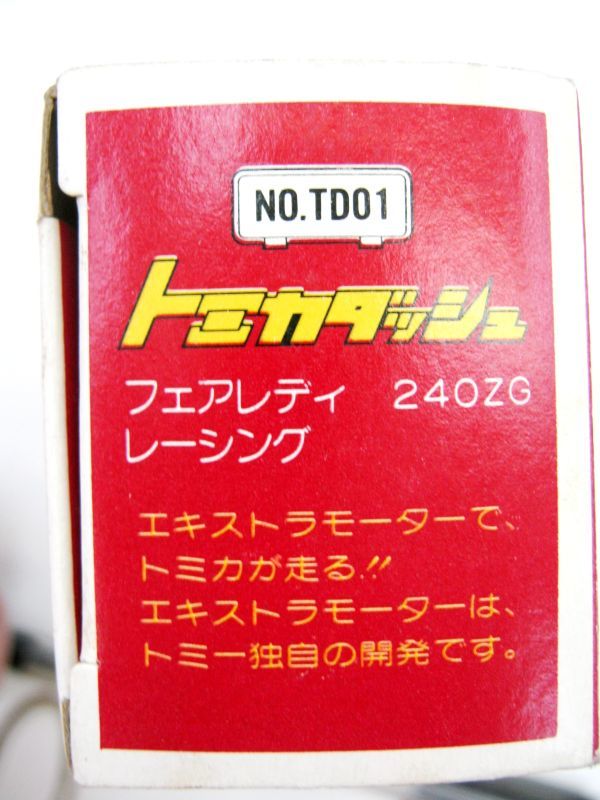 NO.TD01
トミカダッシュ
フェアレディ 240ZG
レーシング
エキストラモーターで、
トミカが走る!!
エキストラモーターは、
トミー独自の開発です。